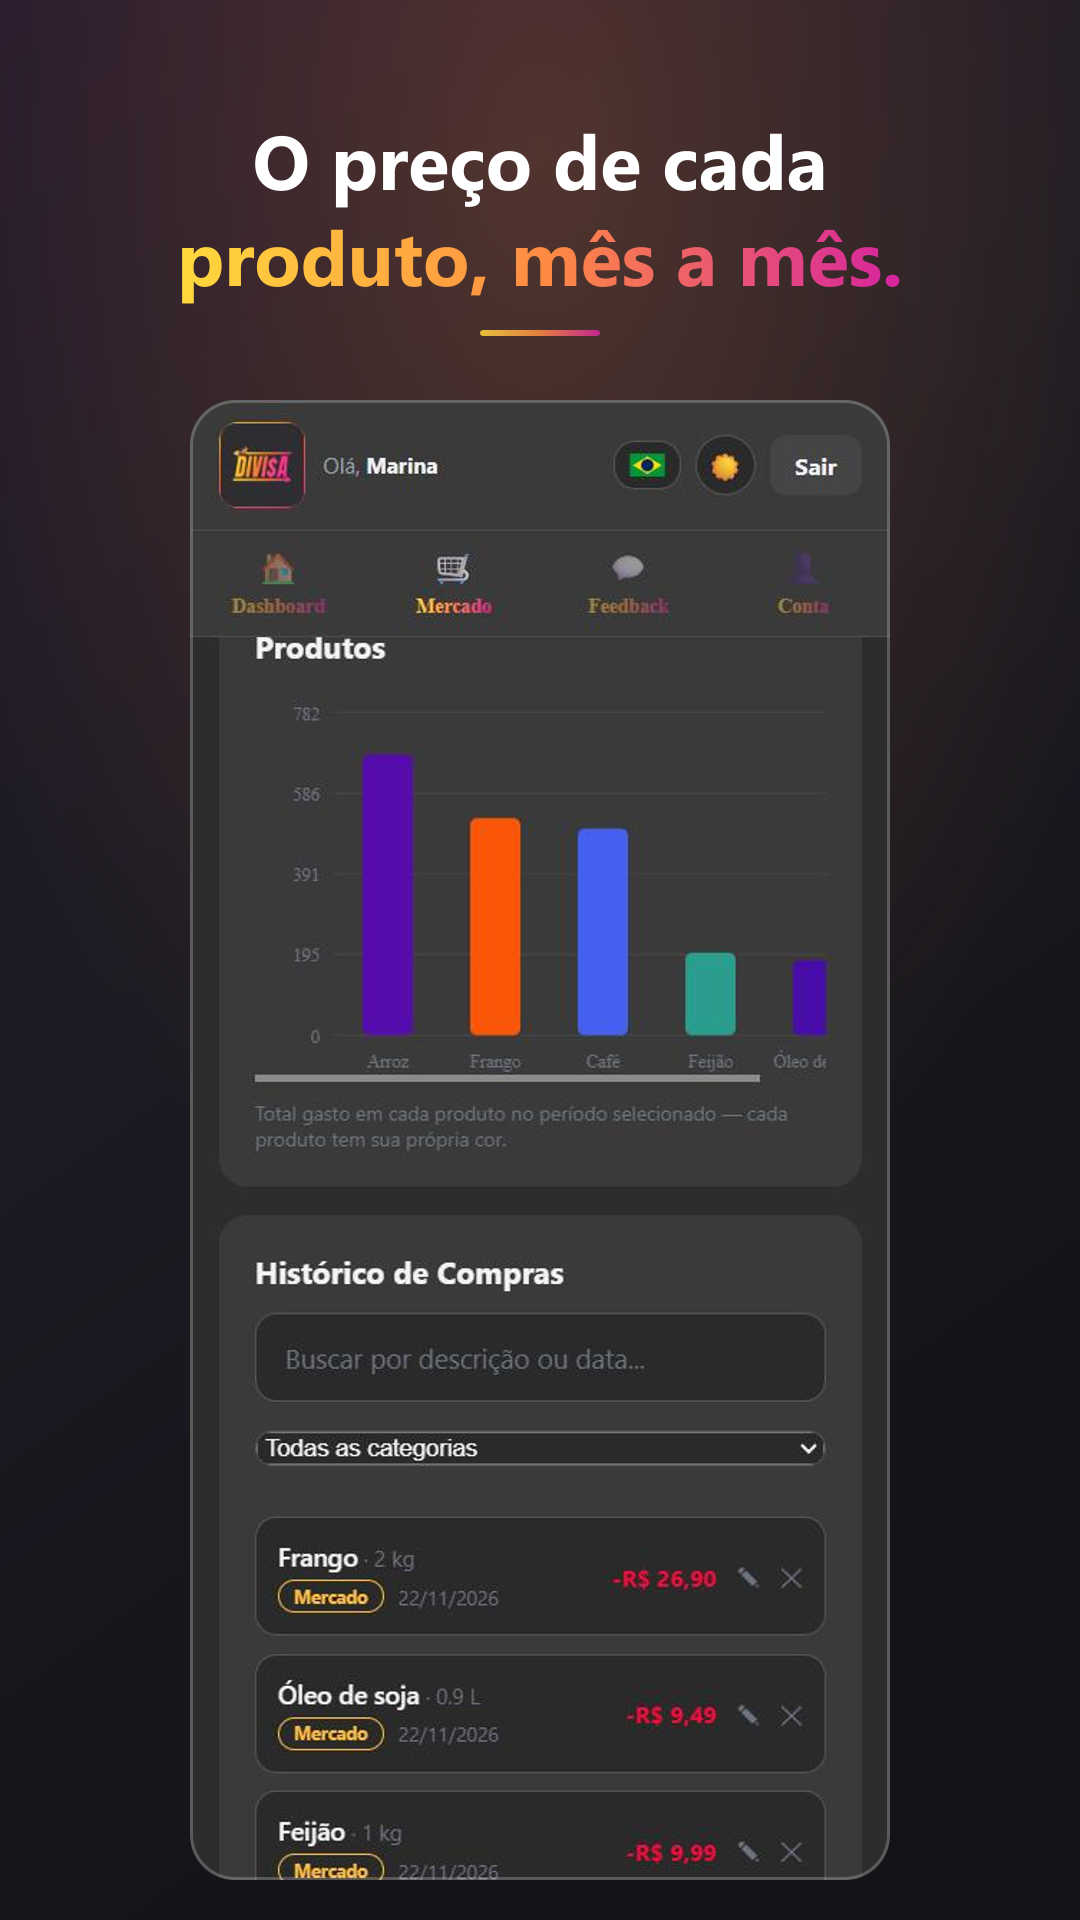 O preço de cada
produto, mês a mês.
DIVISA
Olá, Marina
Sair
Dashboard
Mercado
Feedback
Conta
Produtos
782
586
391
195
0
Arroz
Frango
Café
Feijão
Óleo de
Total gasto em cada produto no período selecionado — cada
produto tem sua própria cor.
Histórico de Compras
Buscar por descrição ou data...
Todas as categorias
Frango · 2 kg
-R$ 26,90
Mercado 22/11/2026
Óleo de soja · 0.9 L
-R$ 9,49
Mercado 22/11/2026
Feijão · 1 kg
-R$ 9,99
Mercado 22/11/2026